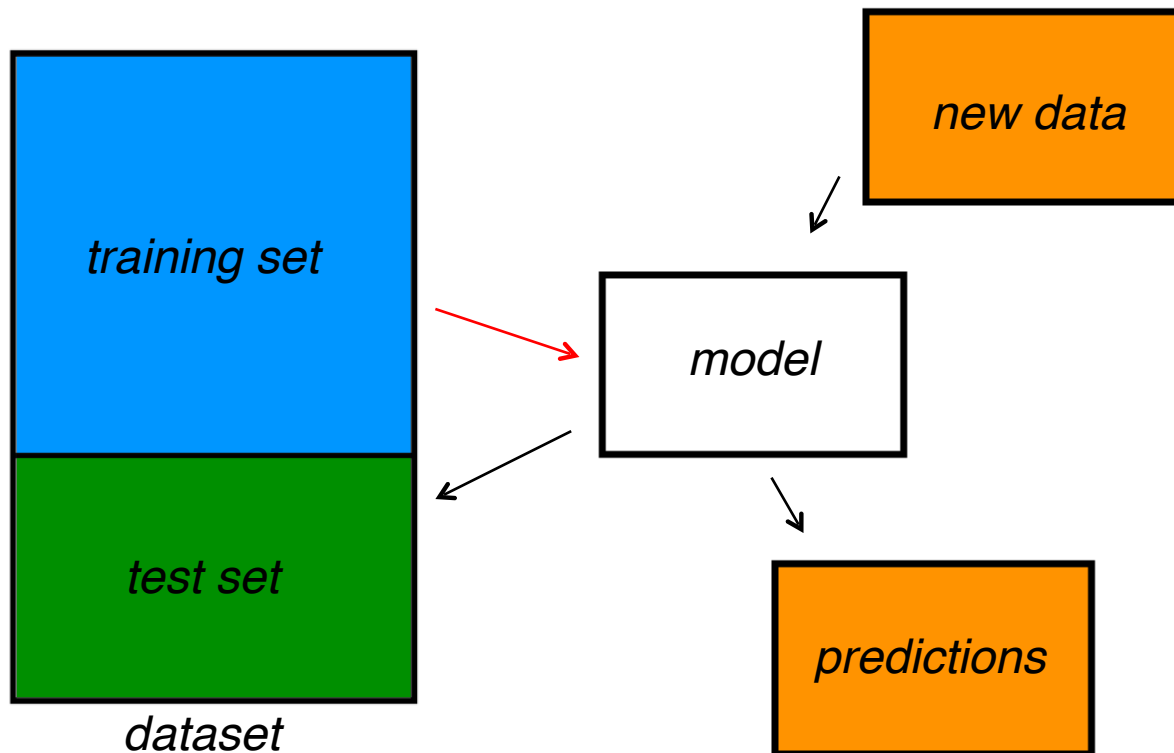 new data
training set
model
test set
predictions
dataset